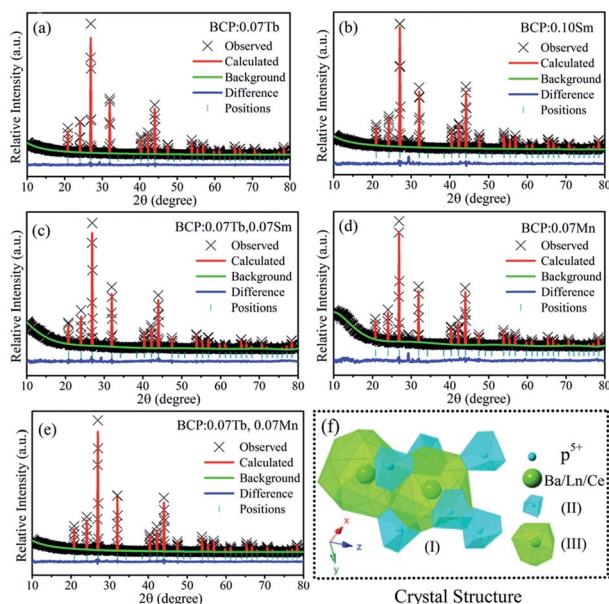 (a) BCP:0.07Tb
Observed
Calculated
Background
Difference
Positions
Relative Intensity (a.u.)
10 20 30 40 50 60 70 80
2θ (degree)
(b) BCP:0.10Sm
Observed
Calculated
Background
Difference
Positions
Relative Intensity (a.u.)
10 20 30 40 50 60 70 80
2θ (degree)
(c) BCP:0.07Tb,0.07Sm
Observed
Calculated
Background
Difference
Positions
Relative Intensity (a.u.)
10 20 30 40 50 60 70 80
2θ (degree)
(d) BCP:0.07Mn
Observed
Calculated
Background
Difference
Positions
Relative Intensity (a.u.)
10 20 30 40 50 60 70 80
2θ (degree)
(e) BCP:0.07Tb, 0.07Mn
Observed
Calculated
Background
Difference
Positions
Relative Intensity (a.u.)
10 20 30 40 50 60 70 80
2θ (degree)
(f)
P⁵⁺
Ba/Ln/Ce
(II)
(III)
(I)
x
z
y
Crystal Structure